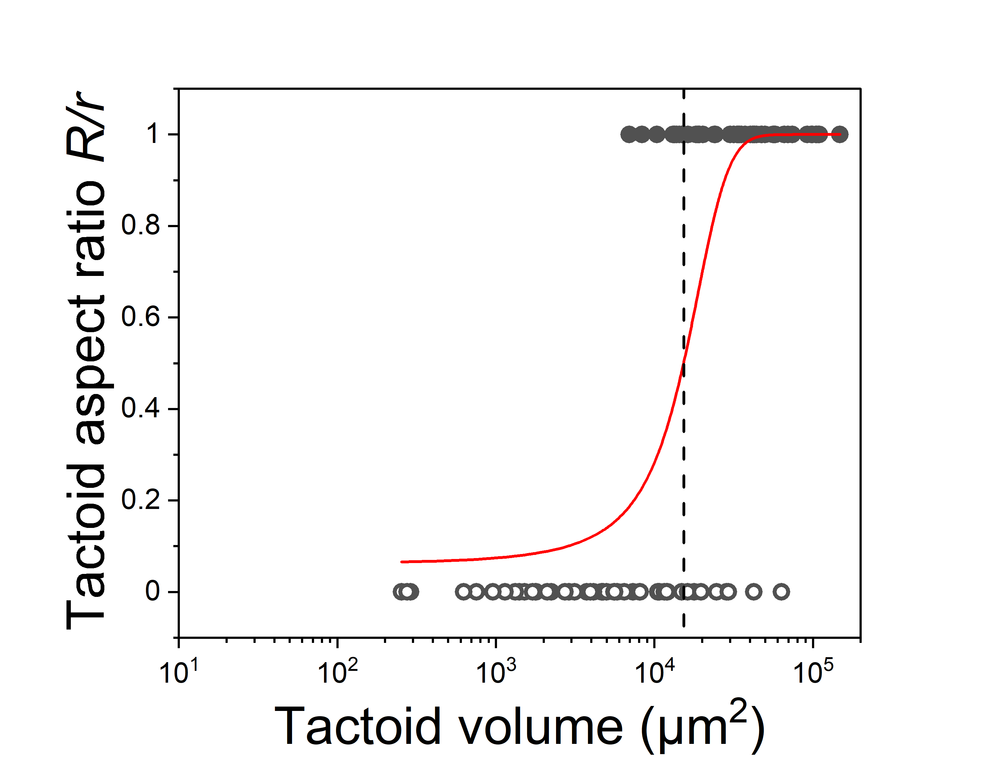 Tactoid aspect ratio R/r
1
0.8
0.6
0.4
0.2
0
10¹ 10² 10³ 10⁴ 10⁵
Tactoid volume (µm²)